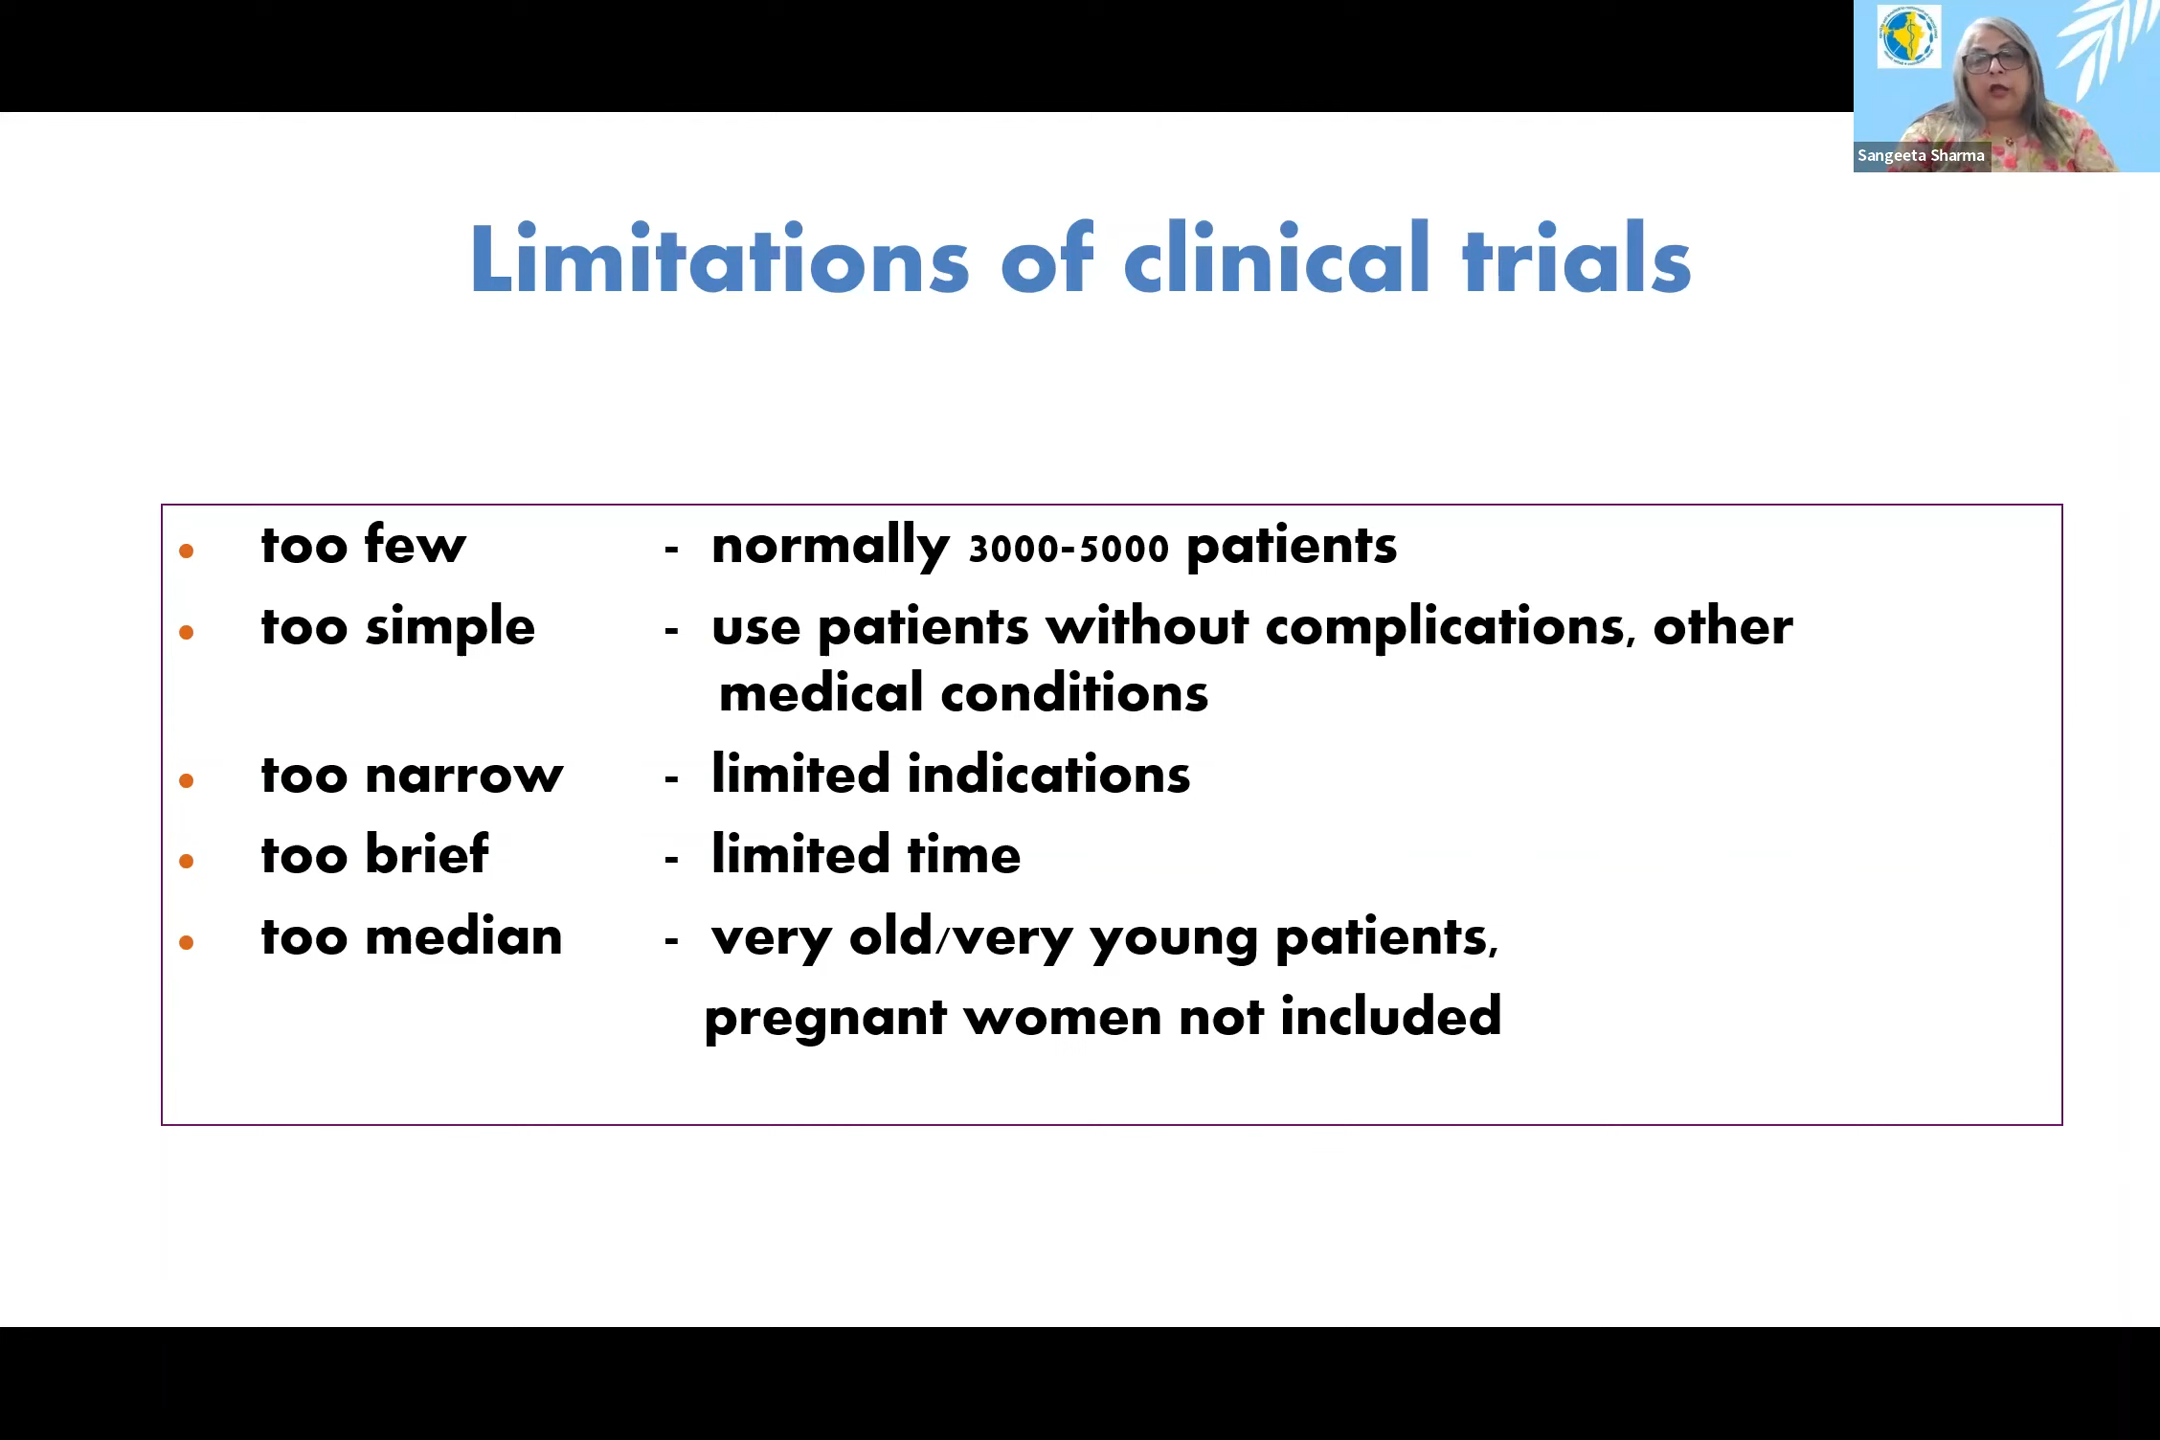 Sangeeta Sharma
Limitations of clinical trials
• too few - normally 3000-5000 patients
• too simple - use patients without complications, other
medical conditions
• too narrow - limited indications
• too brief - limited time
• too median - very old/very young patients,
pregnant women not included